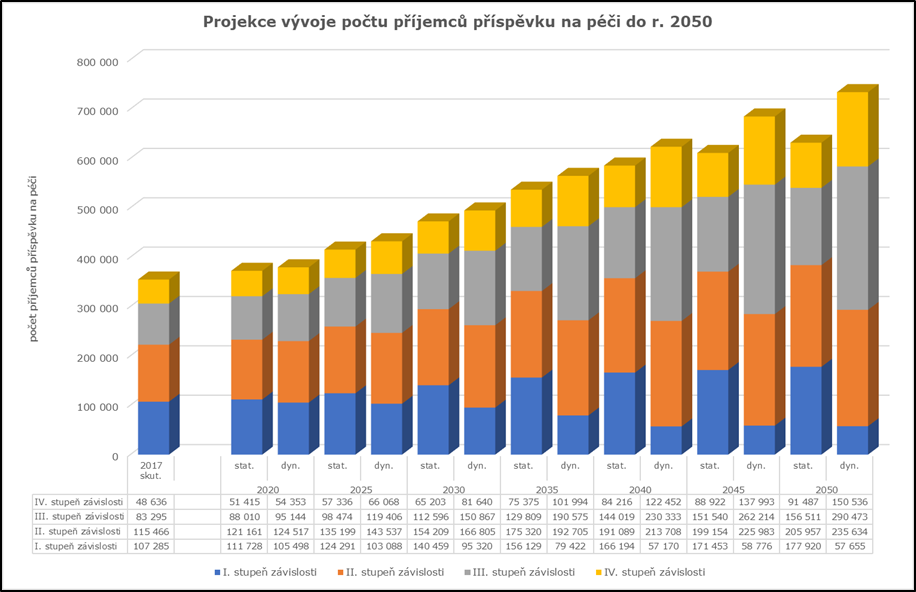 Projekce vývoje počtu příjemců příspěvku na péči do r. 2050
počet příjemců příspěvku na péči
800 000
700 000
600 000
500 000
400 000
300 000
200 000
100 000
0
2017 skut. stat. dyn. stat. dyn. stat. dyn. stat. dyn. stat. dyn. stat. dyn. stat. dyn.
2020 2025 2030 2035 2040 2045 2050
IV. stupeň závislosti 48 636 51 415 54 353 57 336 66 068 65 203 81 640 75 375 101 994 84 216 122 452 88 922 137 993 91 487 150 536
III. stupeň závislosti 83 295 88 010 95 144 98 474 119 406 112 596 150 867 129 809 190 575 144 019 230 333 151 540 262 214 156 511 290 473
II. stupeň závislosti 115 466 121 161 124 517 135 199 143 537 154 209 166 805 175 320 192 705 191 089 213 708 199 154 225 983 205 957 235 634
I. stupeň závislosti 107 285 111 728 105 498 124 291 103 088 140 459 95 320 156 129 79 422 166 194 57 170 171 453 58 776 177 920 57 655
I. stupeň závislosti II. stupeň závislosti III. stupeň závislosti IV. stupeň závislosti